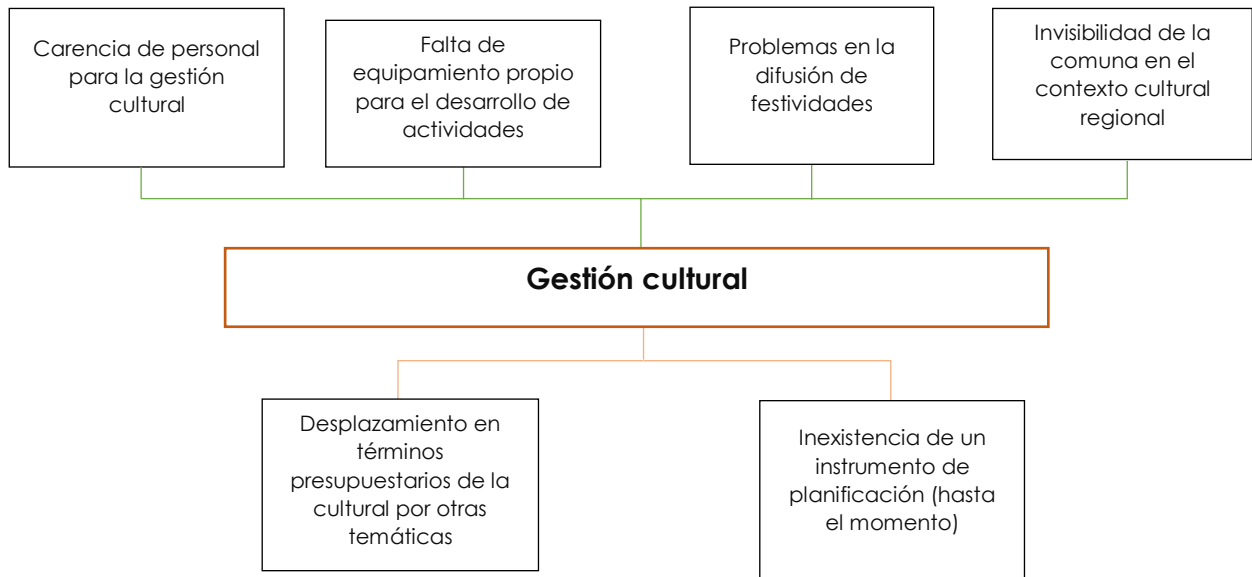 Carencia de personal
para la gestión
cultural
Falta de
equipamiento propio
para el desarrollo de
actividades
Problemas en la
difusión de
festividades
Invisibilidad de la
comuna en el
contexto cultural
regional
Gestión cultural
Desplazamiento en
términos
presupuestarios de la
cultural por otras
temáticas
Inexistencia de un
instrumento de
planificación (hasta
el momento)